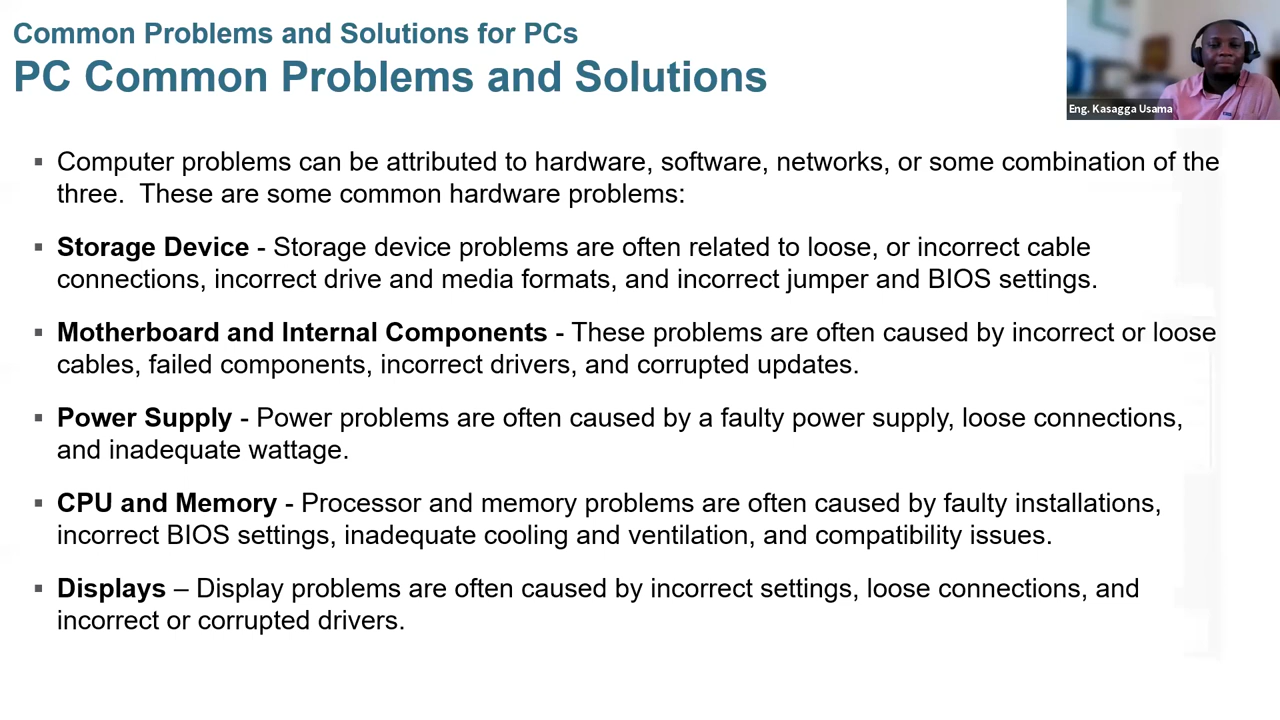 Common Problems and Solutions for PCs
PC Common Problems and Solutions
Eng. Kasagga Usama
▪ Computer problems can be attributed to hardware, software, networks, or some combination of the
three.  These are some common hardware problems:
▪ Storage Device - Storage device problems are often related to loose, or incorrect cable
connections, incorrect drive and media formats, and incorrect jumper and BIOS settings.
▪ Motherboard and Internal Components - These problems are often caused by incorrect or loose
cables, failed components, incorrect drivers, and corrupted updates.
▪ Power Supply - Power problems are often caused by a faulty power supply, loose connections,
and inadequate wattage.
▪ CPU and Memory - Processor and memory problems are often caused by faulty installations,
incorrect BIOS settings, inadequate cooling and ventilation, and compatibility issues.
▪ Displays – Display problems are often caused by incorrect settings, loose connections, and
incorrect or corrupted drivers.